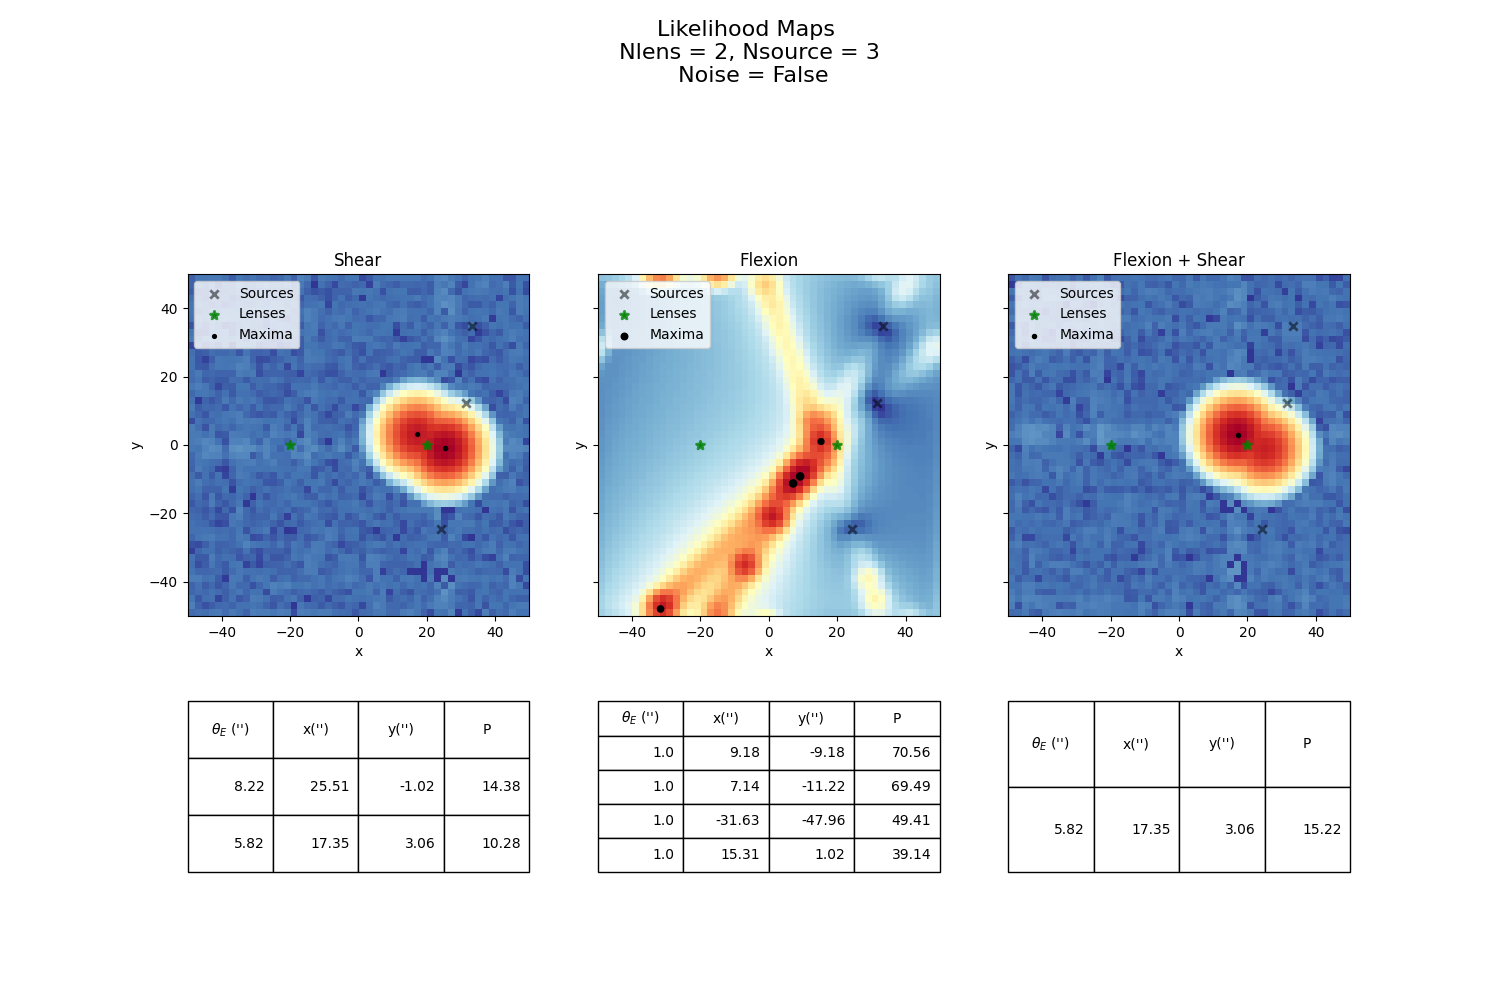 Likelihood Maps
Nlens = 2, Nsource = 3
Noise = False
Shear
Sources
Lenses
Maxima
40
20
0
−20
−40
y
−40 −20 0 20 40
x
Flexion
Sources
Lenses
Maxima
y
−40 −20 0 20 40
x
Flexion + Shear
Sources
Lenses
Maxima
y
−40 −20 0 20 40
x
θE ('') x('') y('') P
8.22 25.51 -1.02 14.38
5.82 17.35 3.06 10.28
θE ('') x('') y('') P
1.0 9.18 -9.18 70.56
1.0 7.14 -11.22 69.49
1.0 -31.63 -47.96 49.41
1.0 15.31 1.02 39.14
θE ('') x('') y('') P
5.82 17.35 3.06 15.22